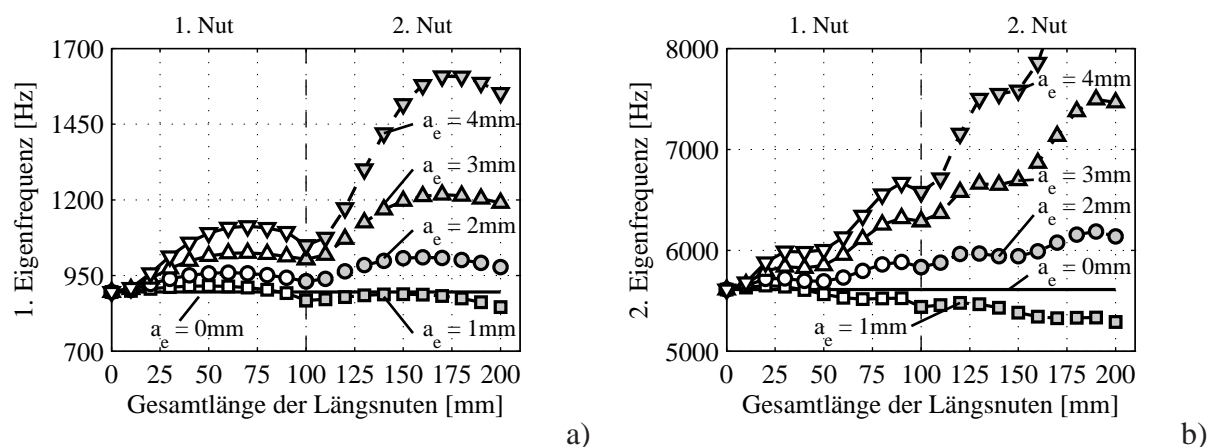 1. Nut 2. Nut
1. Eigenfrequenz [Hz]
1700
1450
1200
950
700
a_e = 4mm
a_e = 3mm
a_e = 2mm
a_e = 0mm
a_e = 1mm
0 25 50 75 100 125 150 175 200
Gesamtlänge der Längsnuten [mm]
a)
1. Nut 2. Nut
2. Eigenfrequenz [Hz]
8000
7000
6000
5000
a_e = 4mm
a_e = 3mm
a_e = 2mm
a_e = 0mm
a_e = 1mm
0 25 50 75 100 125 150 175 200
Gesamtlänge der Längsnuten [mm]
b)